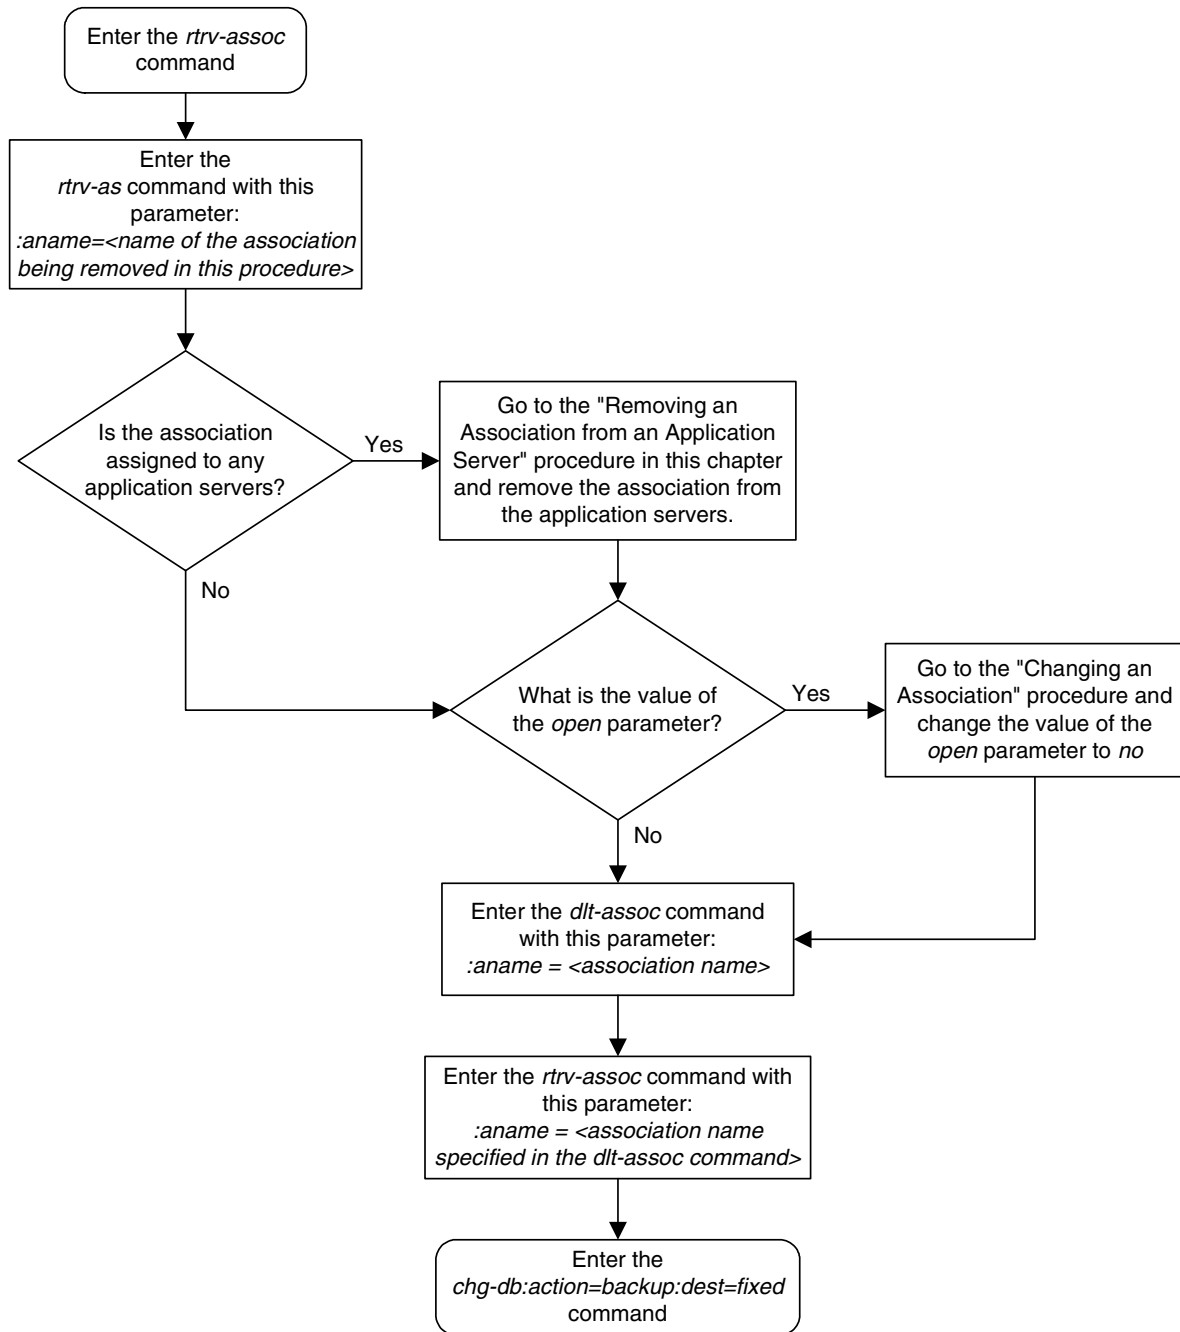 Enter the rtrv-assoc
command
Enter the
rtrv-as command with this
parameter:
:aname=<name of the association
being removed in this procedure>
Is the association
assigned to any
application servers?
Yes
No
Go to the "Removing an
Association from an Application
Server" procedure in this chapter
and remove the association from
the application servers.
What is the value of
the open parameter?
Yes
No
Go to the "Changing an
Association" procedure and
change the value of the
open parameter to no
Enter the dlt-assoc command
with this parameter:
:aname = <association name>
Enter the rtrv-assoc command with
this parameter:
:aname = <association name
specified in the dlt-assoc command>
Enter the
chg-db:action=backup:dest=fixed
command